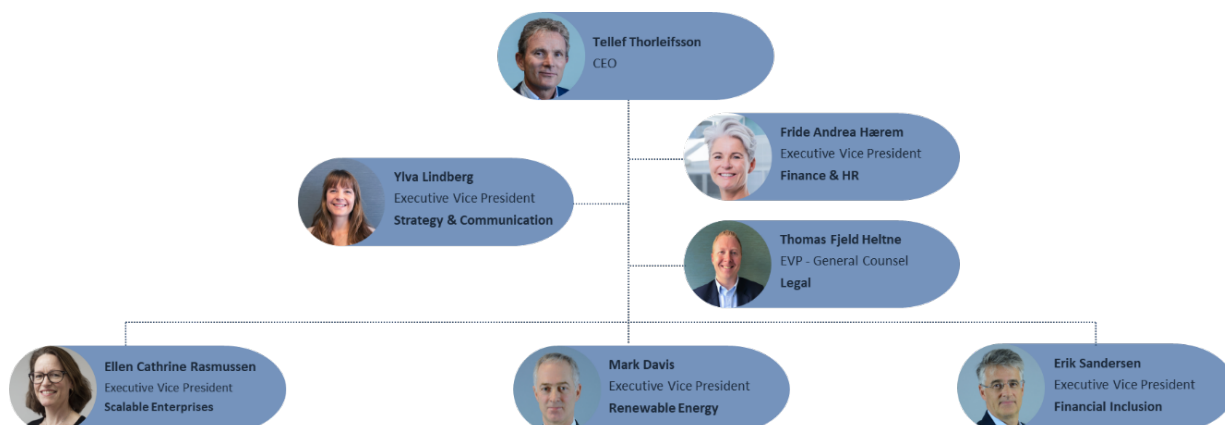 Tellef Thorleifsson
CEO
Fride Andrea Hærem
Executive Vice President
Finance & HR
Ylva Lindberg
Executive Vice President
Strategy & Communication
Thomas Fjeld Heltne
EVP - General Counsel
Legal
Ellen Cathrine Rasmussen
Executive Vice President
Scalable Enterprises
Mark Davis
Executive Vice President
Renewable Energy
Erik Sandersen
Executive Vice President
Financial Inclusion